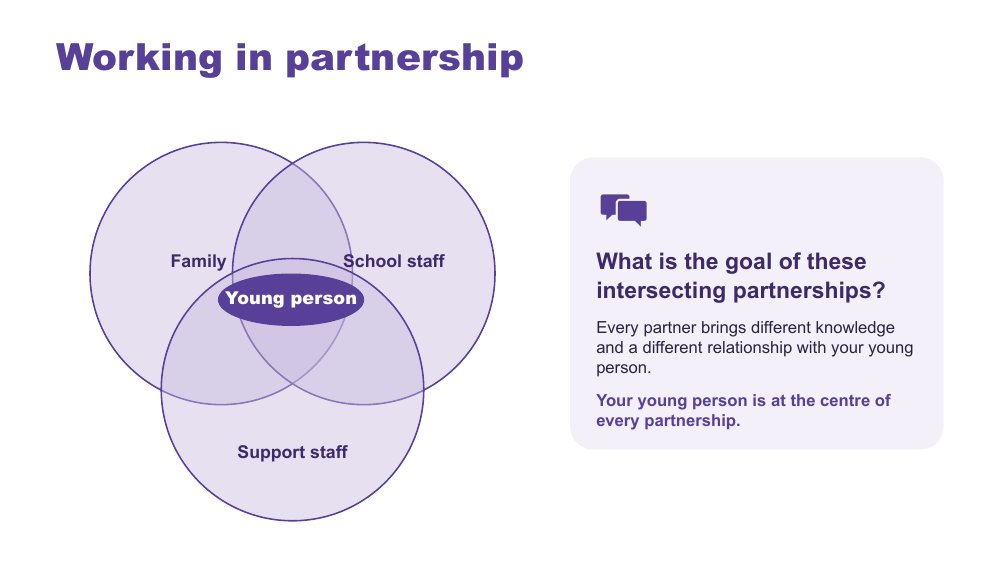 Working in partnership
Family
School staff
Young person
Support staff
What is the goal of these
intersecting partnerships?
Every partner brings different knowledge
and a different relationship with your young
person.
Your young person is at the centre of
every partnership.